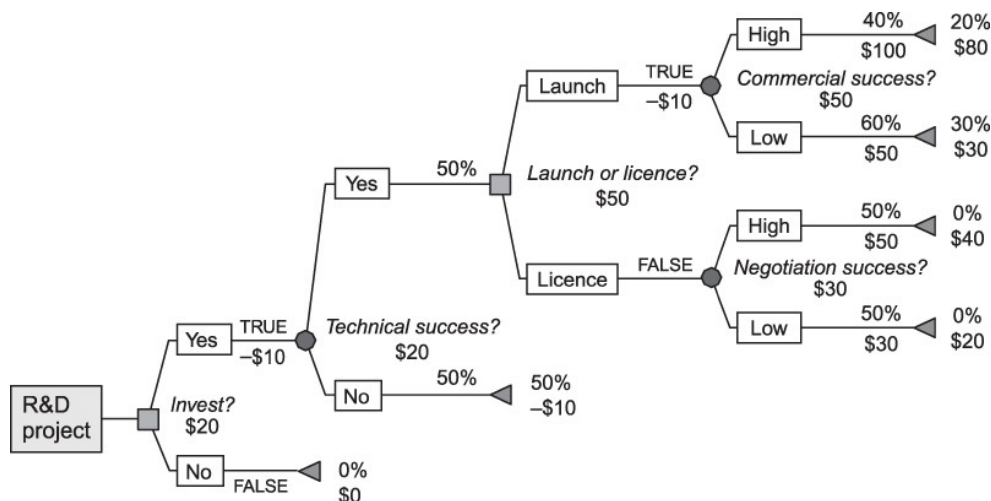 R&D
project
Invest?
$20
Yes
TRUE
–$10
No
FALSE
0%
$0
Technical success?
$20
Yes
50%
No
50%
50%
–$10
Launch or licence?
$50
Launch
TRUE
–$10
Commercial success?
$50
High
40%
$100
20%
$80
Low
60%
$50
30%
$30
Licence
FALSE
Negotiation success?
$30
High
50%
$50
0%
$40
Low
50%
$30
0%
$20